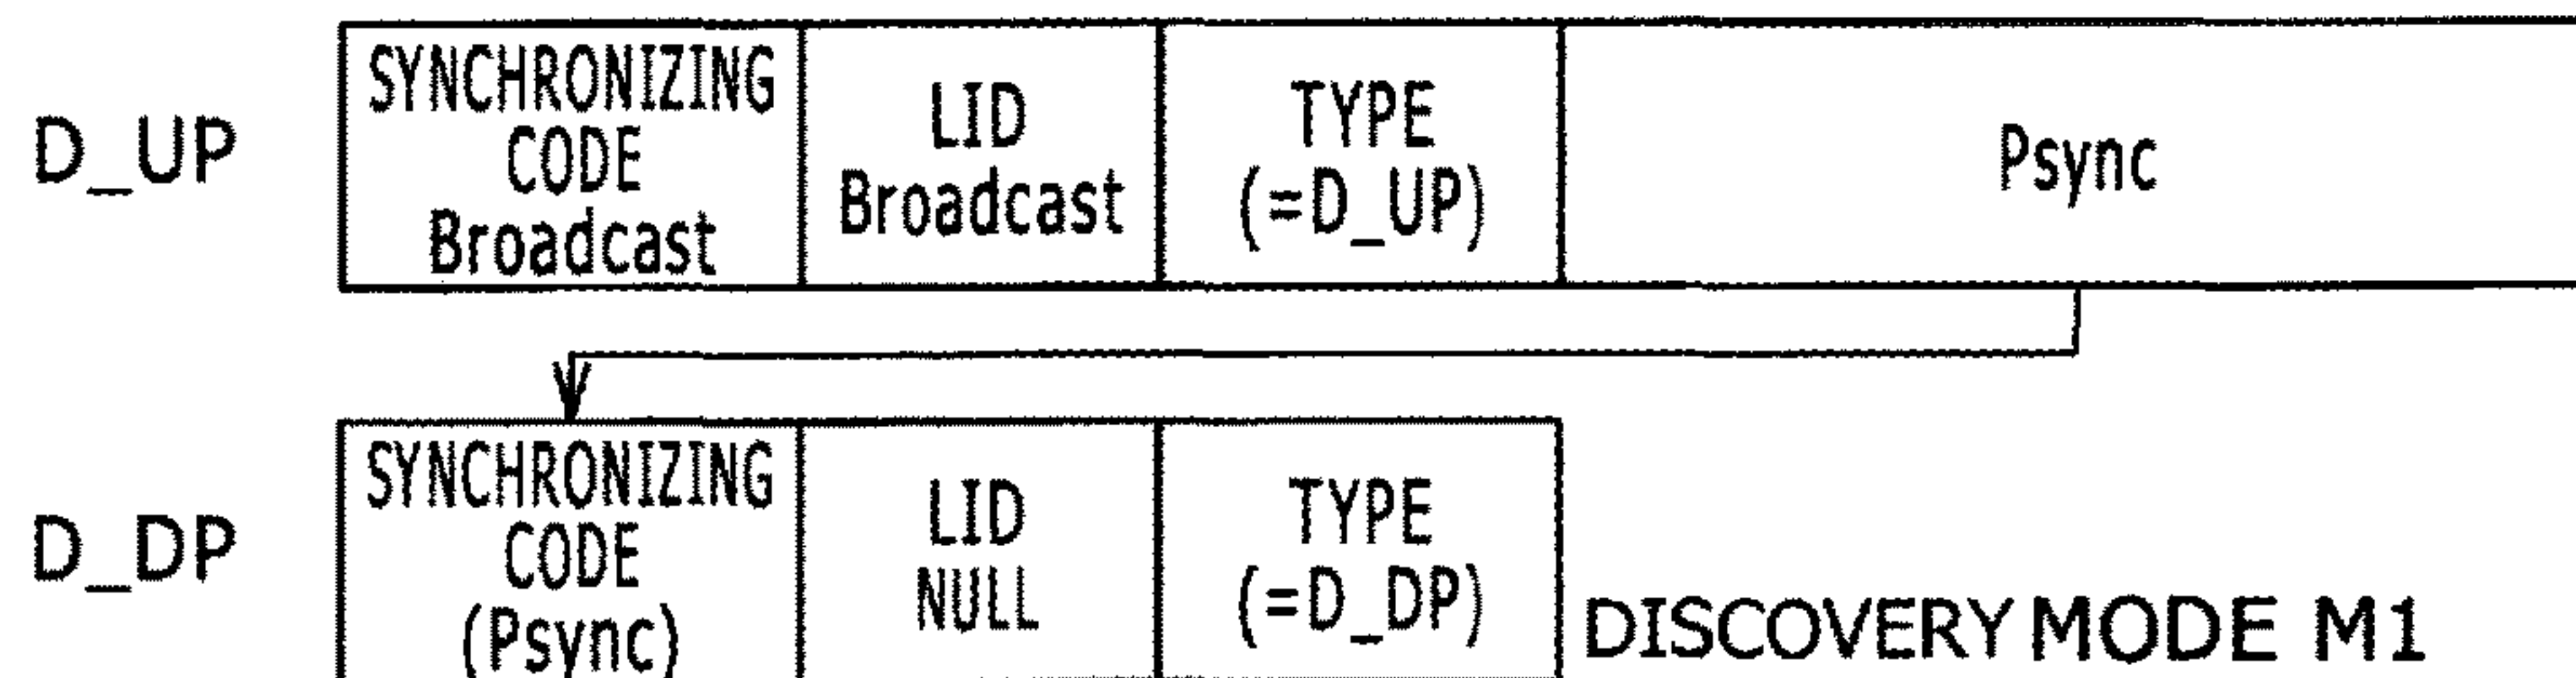 D_UP
SYNCHRONIZING
CODE
Broadcast
LID
Broadcast
TYPE
(=D_UP)
Psync
D_DP
SYNCHRONIZING
CODE
(Psync)
LID
NULL
TYPE
(=D_DP)
DISCOVERY MODE M1